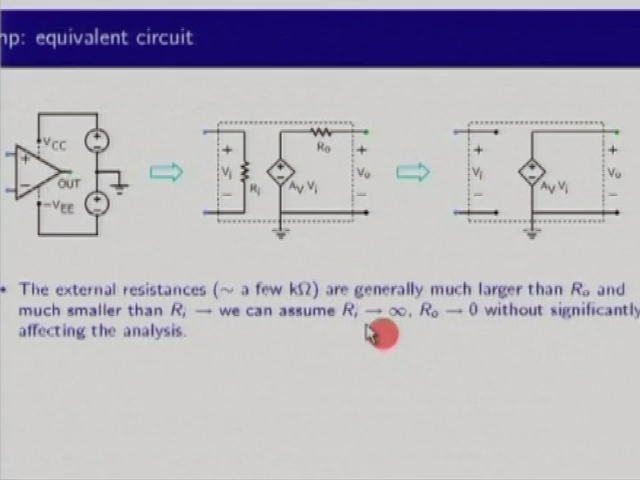 mp: equivalent circuit
VCC
OUT
−VEE
+
−
Vi
Ri
AV Vi
Ro
+
Vo
−
+
Vi
−
AV Vi
+
Vo
−
• The external resistances (∼ a few kΩ) are generally much larger than Ro and
much smaller than Ri → we can assume Ri → ∞, Ro → 0 without significantly
affecting the analysis.